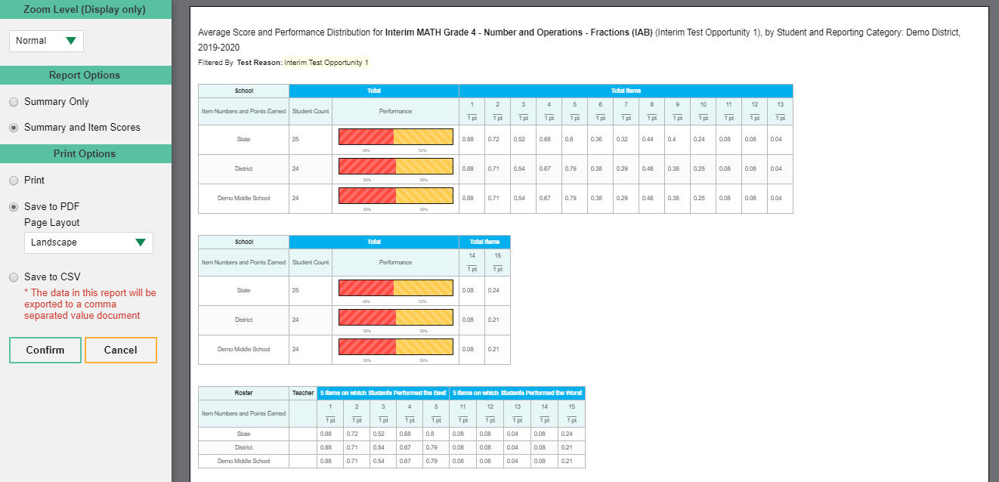 Zoom Level (Display only)
Normal
Report Options
Summary Only
Summary and Item Scores
Print Options
Print
Save to PDF
Page Layout
Landscape
Save to CSV
* The data in this report will be
exported to a comma
separated value document
Confirm Cancel
Average Score and Performance Distribution for Interim MATH Grade 4 - Number and Operations - Fractions (IAB) (Interim Test Opportunity 1), by Student and Reporting Category: Demo District,
2019-2020
Filtered By Test Reason: Interim Test Opportunity 1
School Total Total Items
1 2 3 4 5 6 7 8 9 10 11 12 13
Item Numbers and Points Earned Student Count Performance
1 pt 1 pt 1 pt 1 pt 1 pt 1 pt 1 pt 1 pt 1 pt 1 pt 1 pt 1 pt 1 pt
State 25 0.88 0.72 0.52 0.68 0.8 0.36 0.32 0.44 0.4 0.24 0.08 0.08 0.04
48% 52%
District 24 0.88 0.71 0.54 0.67 0.79 0.38 0.29 0.46 0.38 0.25 0.08 0.08 0.04
50% 50%
Demo Middle School 24 0.88 0.71 0.54 0.67 0.79 0.38 0.29 0.46 0.38 0.25 0.08 0.08 0.04
50% 50%
School Total Total Items
14 15
Item Numbers and Points Earned Student Count Performance
1 pt 1 pt
State 25 0.08 0.24
48% 52%
District 24 0.08 0.21
50% 50%
Demo Middle School 24 0.08 0.21
50% 50%
Roster Teacher 5 Items on which Students Performed the Best 5 Items on which Students Performed the Worst
1 2 3 4 5 11 12 13 14 15
Item Numbers and Points Earned
1 pt 1 pt 1 pt 1 pt 1 pt 1 pt 1 pt 1 pt 1 pt 1 pt
State 0.88 0.72 0.52 0.68 0.8 0.08 0.08 0.04 0.08 0.24
District 0.88 0.71 0.54 0.67 0.79 0.08 0.08 0.04 0.08 0.21
Demo Middle School 0.88 0.71 0.54 0.67 0.79 0.08 0.08 0.04 0.08 0.21